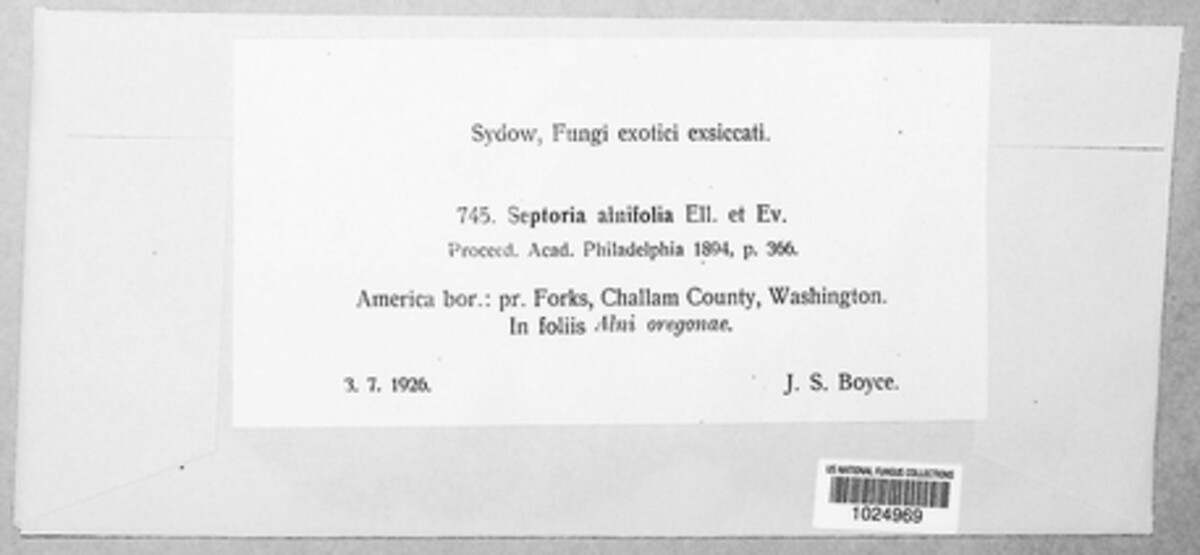 Sydow, Fungi exotici exsiccati.
745. Septoria alnifolia Ell. et Ev.
Proceed. Acad. Philadelphia 1894, p. 366.
America bor.: pr. Forks, Challam County, Washington.
In foliis Alni oregonae.
3. 7. 1926.
J. S. Boyce.
US NATIONAL FUNGUS COLLECTIONS
1024969